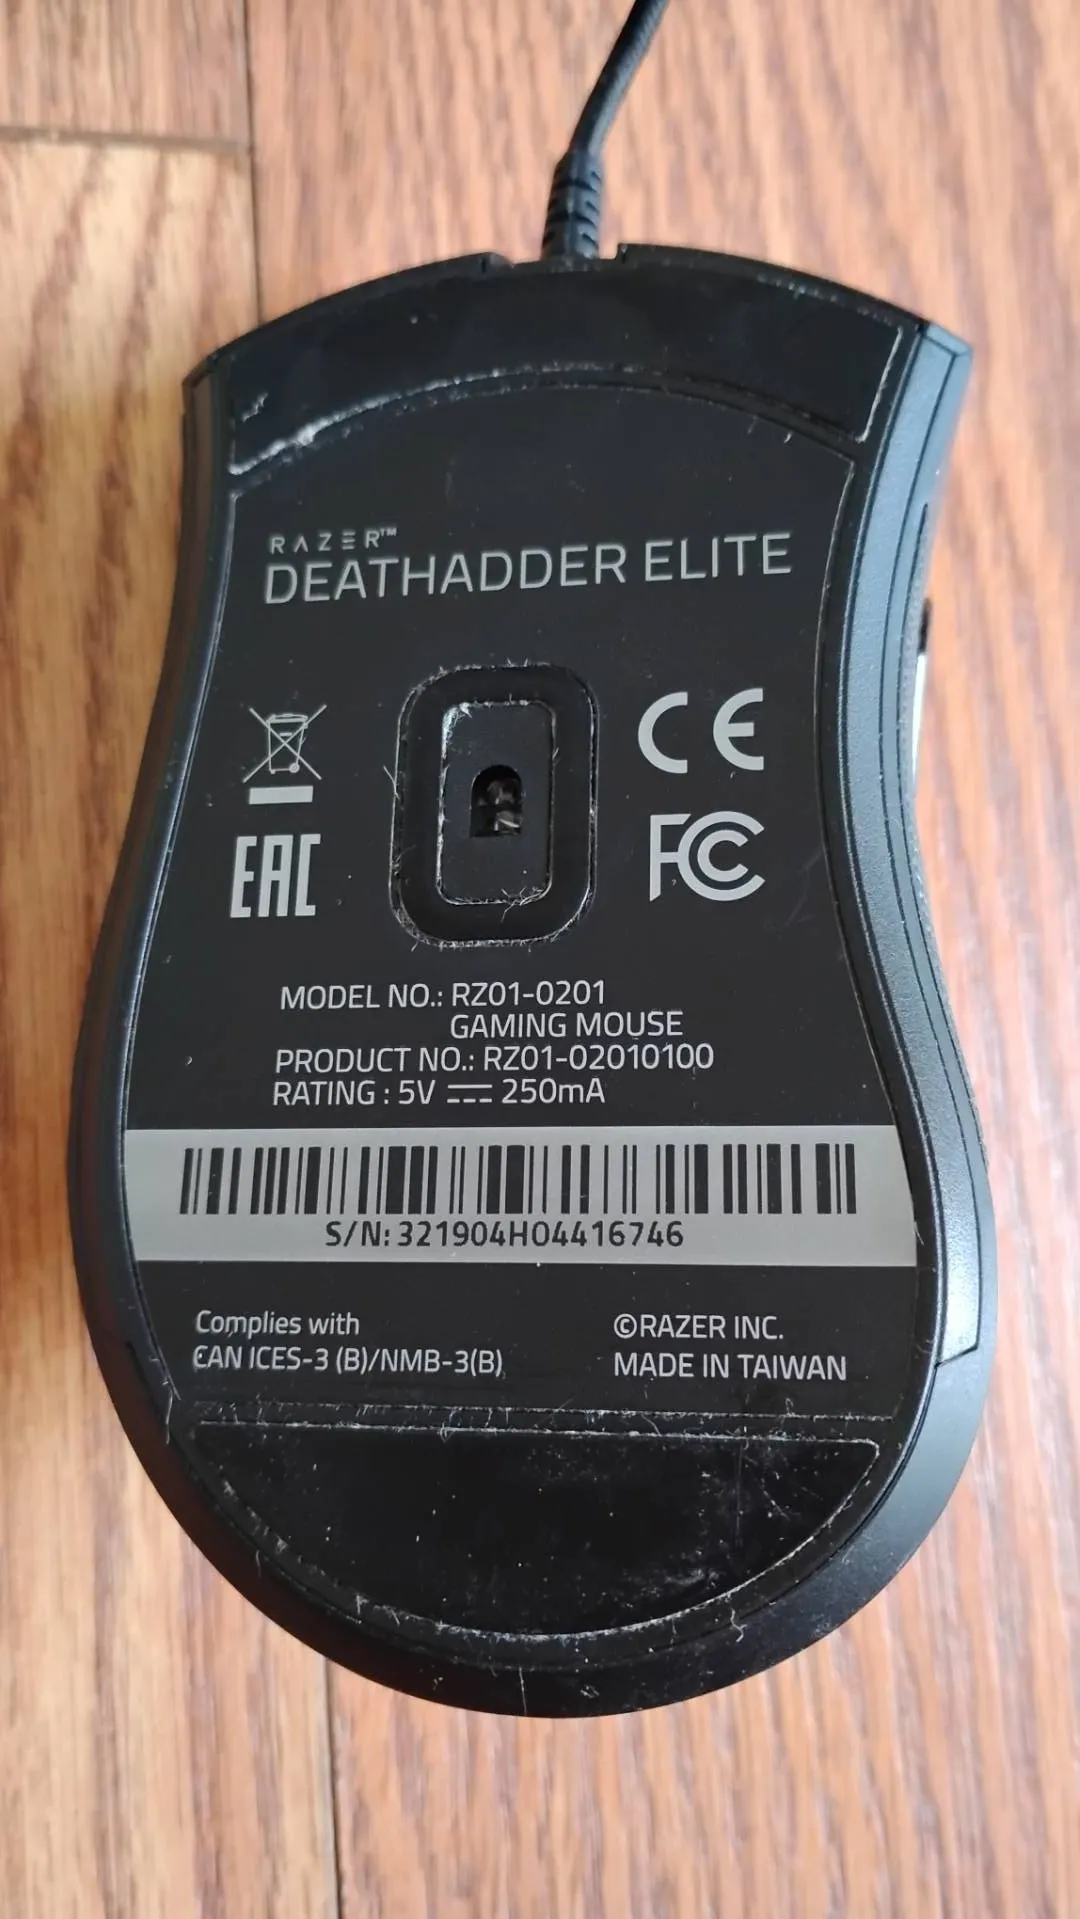 RAZER™
DEATHADDER ELITE
CE
EAC
FC
MODEL NO.: RZ01-0201
GAMING MOUSE
PRODUCT NO.: RZ01-02010100
RATING : 5V ⎓ 250mA
S/N: 321904H04416746
Complies with
CAN ICES-3 (B)/NMB-3(B)
©RAZER INC.
MADE IN TAIWAN